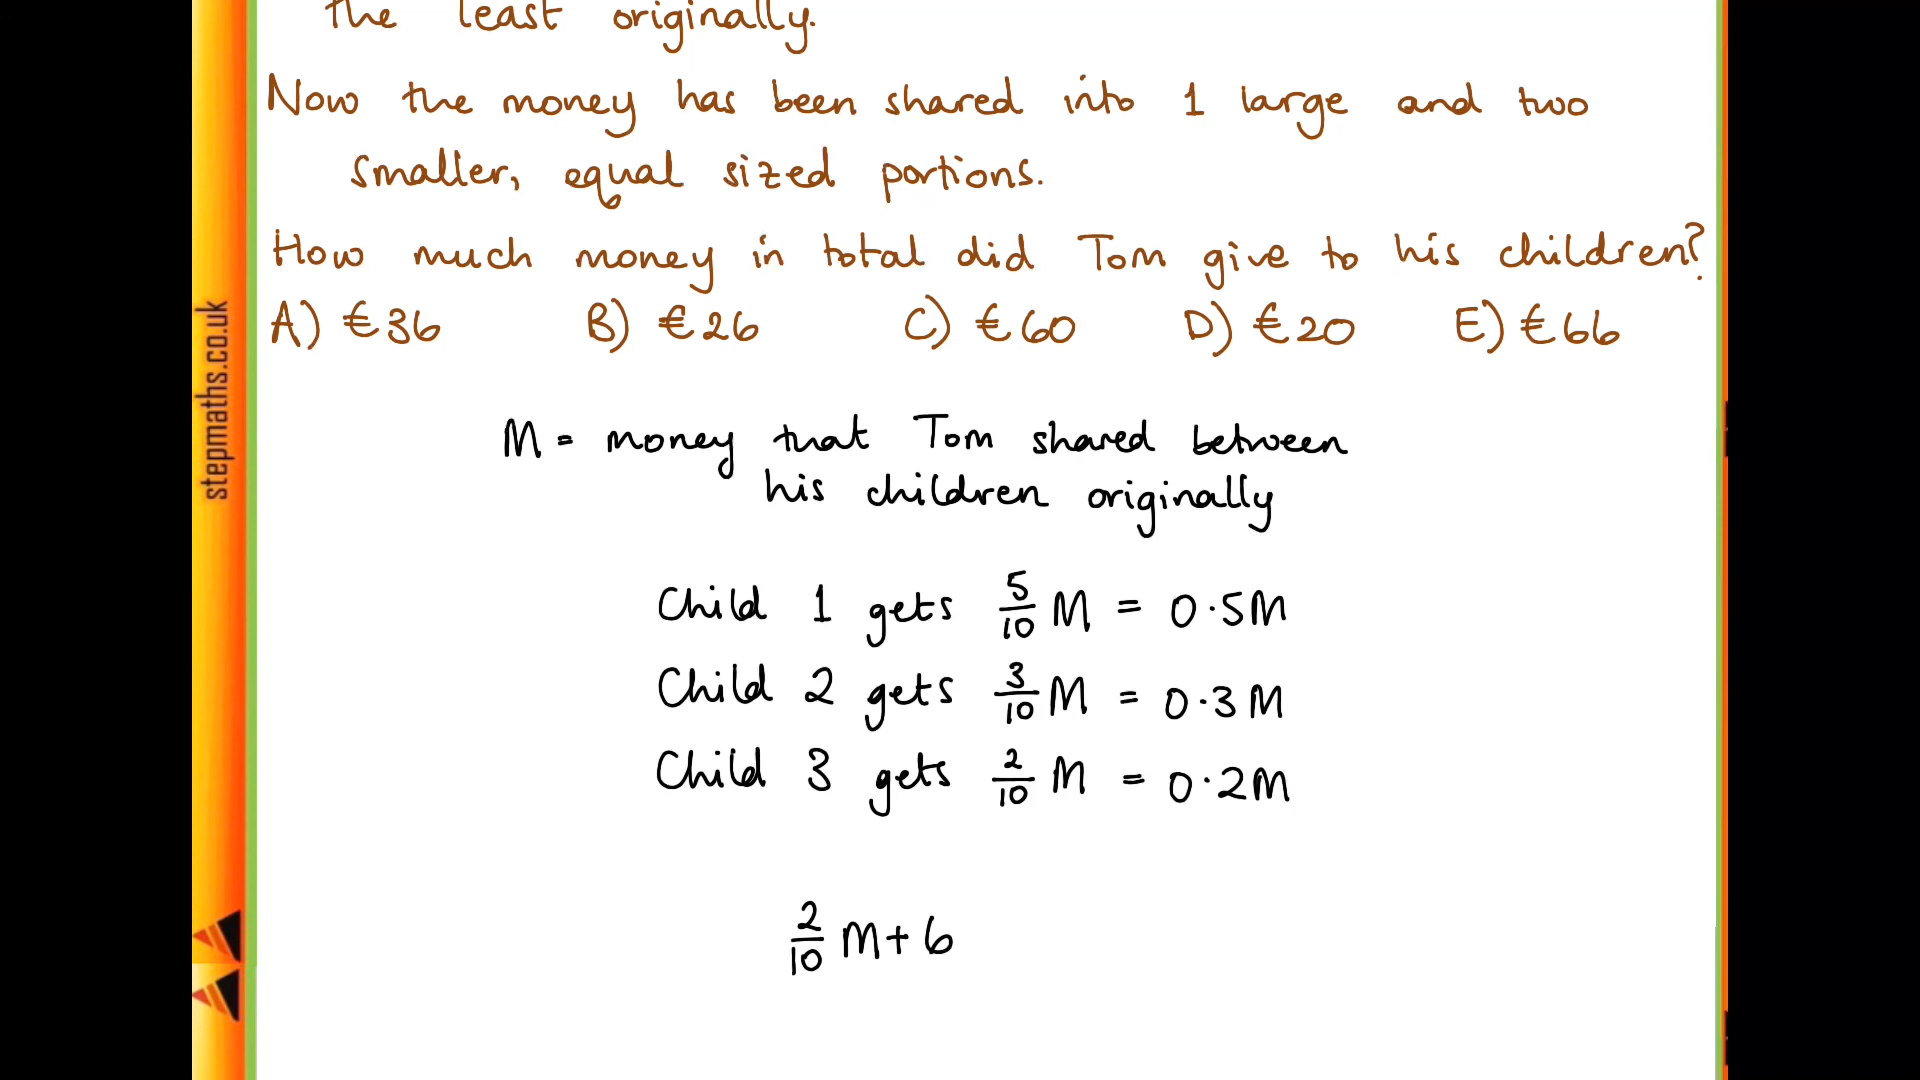 the least originally.
Now the money has been shared into 1 large and two
smaller, equal sized portions.
How much money in total did Tom give to his children?
A) €36 B) €26 C) €60 D) €20 E) €66
stepmaths.co.uk
M = money that Tom shared between
his children originally
Child 1 gets 5/10 M = 0.5M
Child 2 gets 3/10 M = 0.3M
Child 3 gets 2/10 M = 0.2M
2/10 M + 6